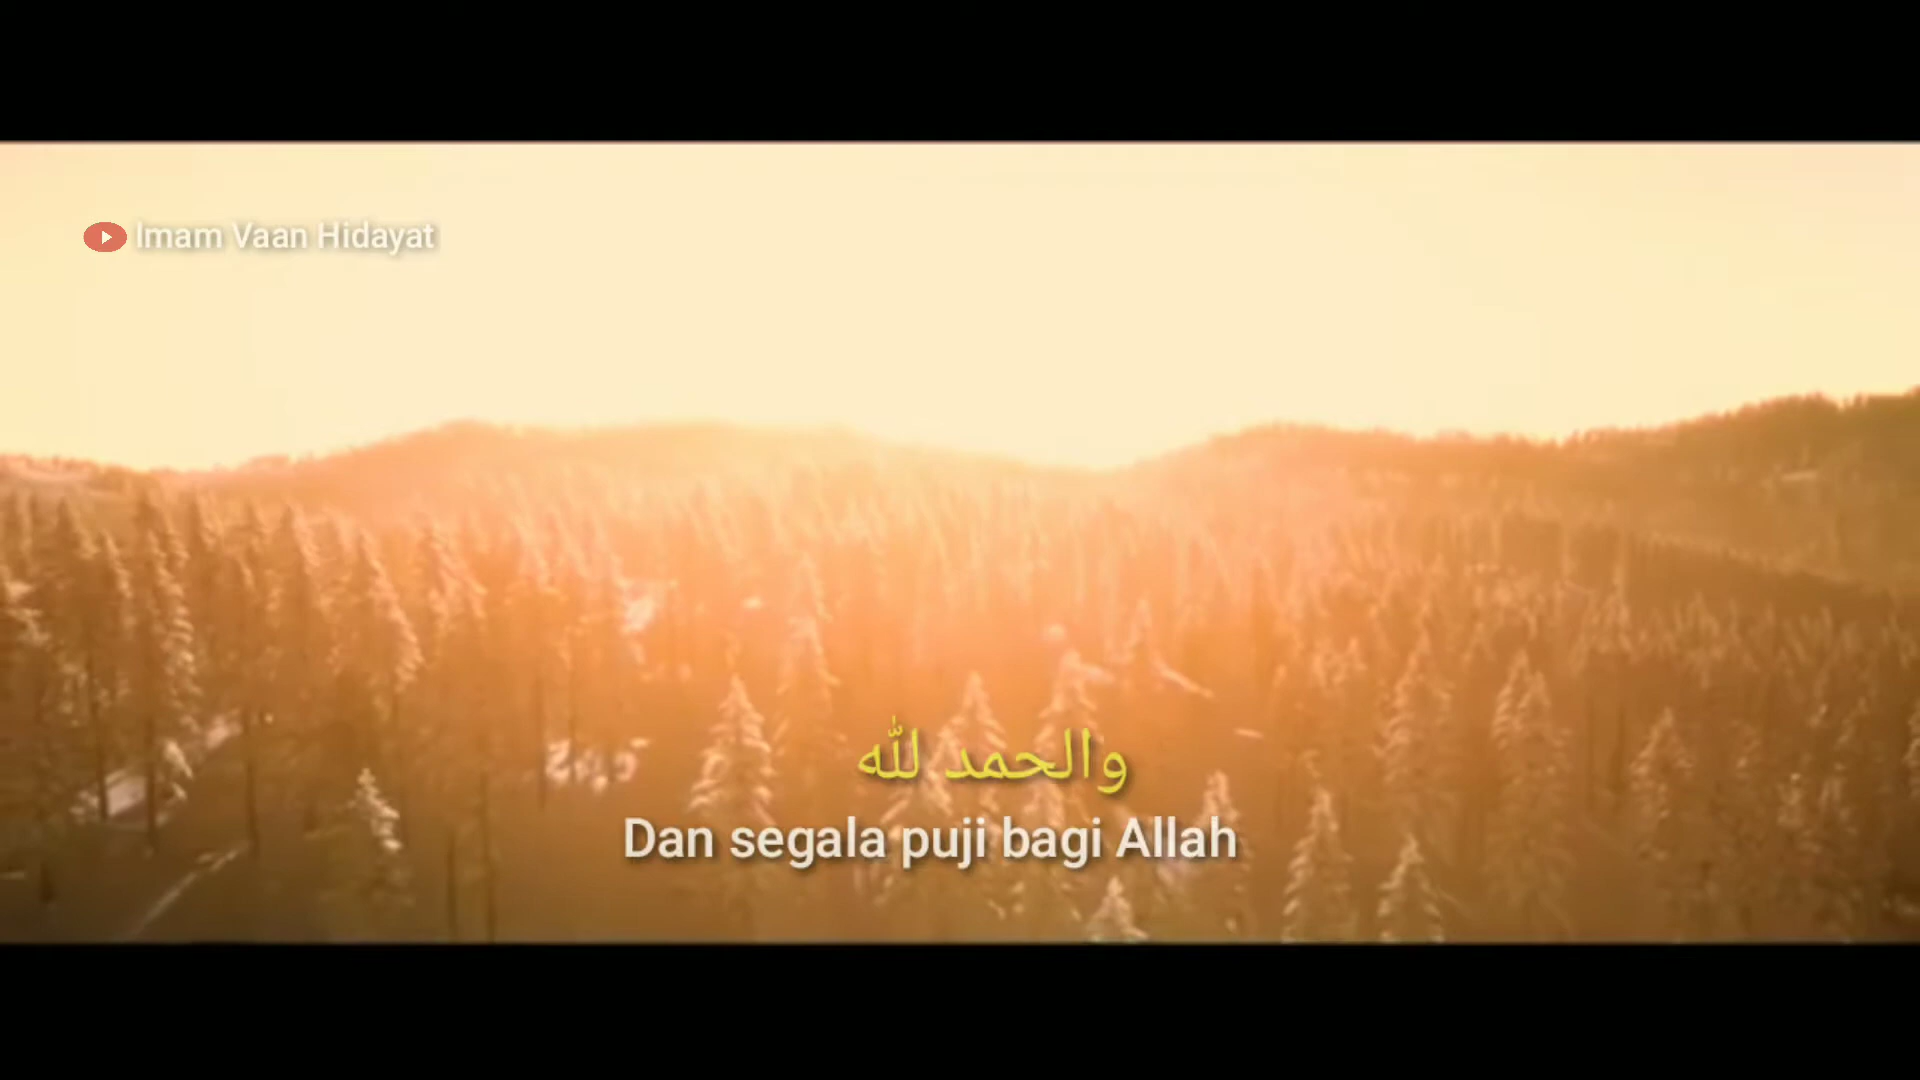 Imam Vaan Hidayat
والحمد لله
Dan segala puji bagi Allah